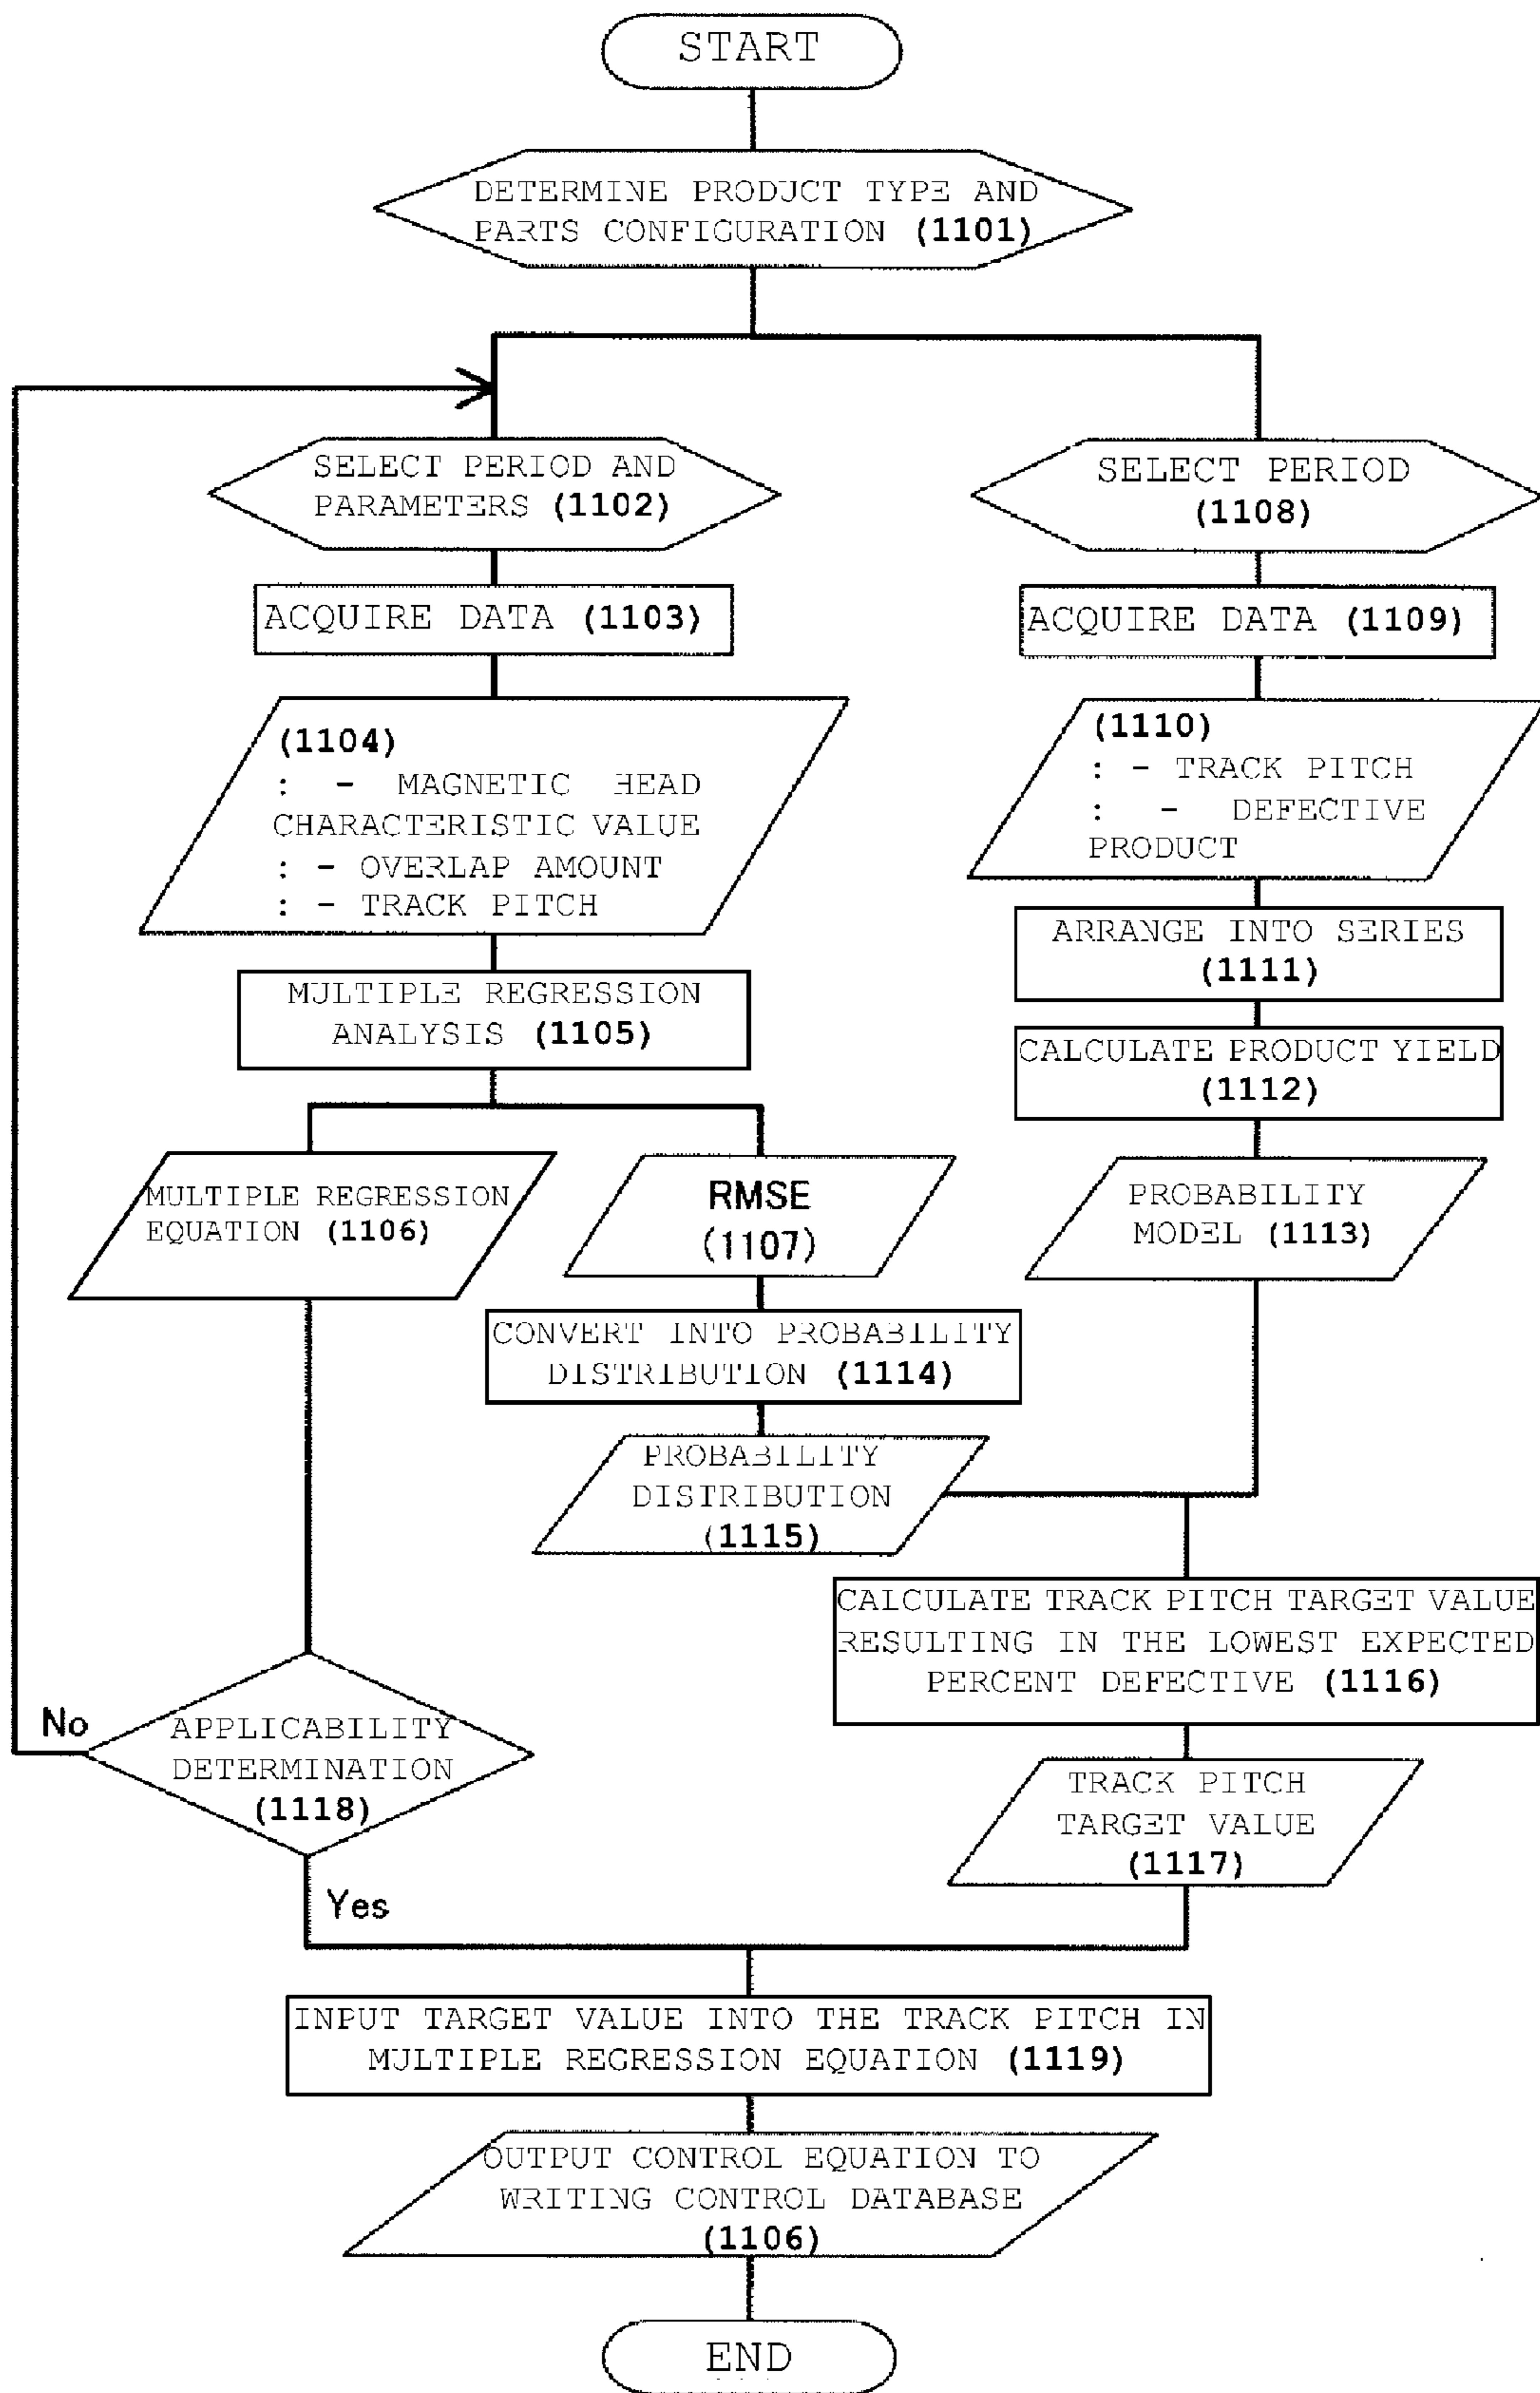 START
DETERMINE PRODUCT TYPE AND
PARTS CONFIGURATION (1101)
SELECT PERIOD AND
PARAMETERS (1102)
ACQUIRE DATA (1103)
(1104)
: - MAGNETIC HEAD
CHARACTERISTIC VALUE
: - OVERLAP AMOUNT
: - TRACK PITCH
MULTIPLE REGRESSION
ANALYSIS (1105)
MULTIPLE REGRESSION
EQUATION (1106)
RMSE
(1107)
SELECT PERIOD
(1108)
ACQUIRE DATA (1109)
(1110)
: - TRACK PITCH
: - DEFECTIVE
PRODUCT
ARRANGE INTO SERIES
(1111)
CALCULATE PRODUCT YIELD
(1112)
PROBABILITY
MODEL (1113)
CONVERT INTO PROBABILITY
DISTRIBUTION (1114)
PROBABILITY
DISTRIBUTION
(1115)
CALCULATE TRACK PITCH TARGET VALUE
RESULTING IN THE LOWEST EXPECTED
PERCENT DEFECTIVE (1116)
TRACK PITCH
TARGET VALUE
(1117)
No
APPLICABILITY
DETERMINATION
(1118)
Yes
INPUT TARGET VALUE INTO THE TRACK PITCH IN
MULTIPLE REGRESSION EQUATION (1119)
OUTPUT CONTROL EQUATION TO
WRITING CONTROL DATABASE
(1106)
END